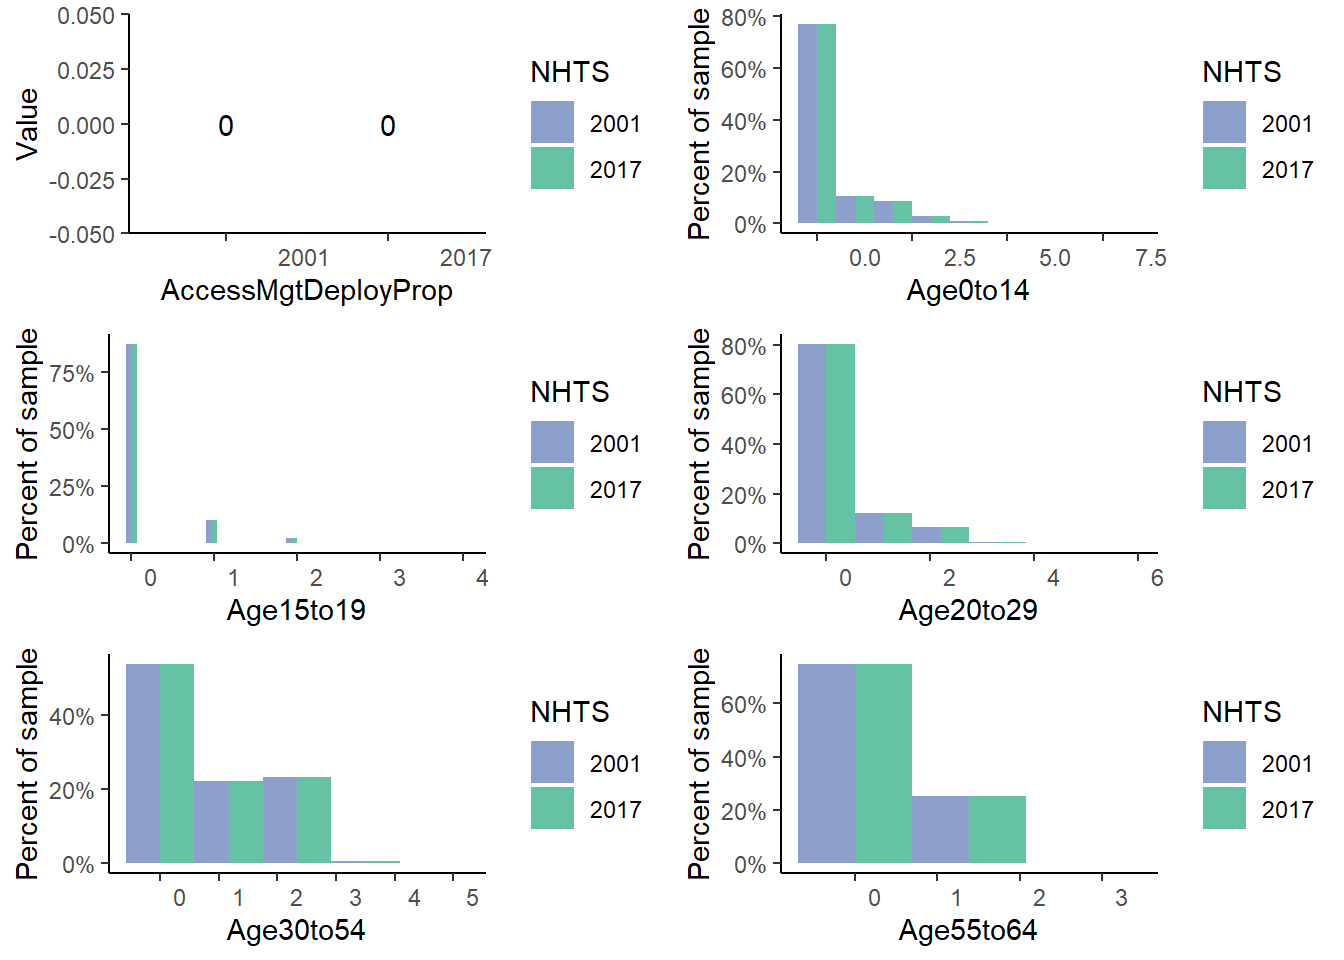 0.050
0.025
0.000
-0.025
-0.050
Value
0 0
2001 2017
AccessMgtDeployProp
NHTS
2001
2017
80%
60%
40%
20%
0%
Percent of sample
0.0 2.5 5.0 7.5
Age0to14
NHTS
2001
2017
75%
50%
25%
0%
Percent of sample
0 1 2 3 4
Age15to19
NHTS
2001
2017
80%
60%
40%
20%
0%
Percent of sample
0 2 4 6
Age20to29
NHTS
2001
2017
40%
20%
0%
Percent of sample
0 1 2 3 4 5
Age30to54
NHTS
2001
2017
60%
40%
20%
0%
Percent of sample
0 1 2 3
Age55to64
NHTS
2001
2017